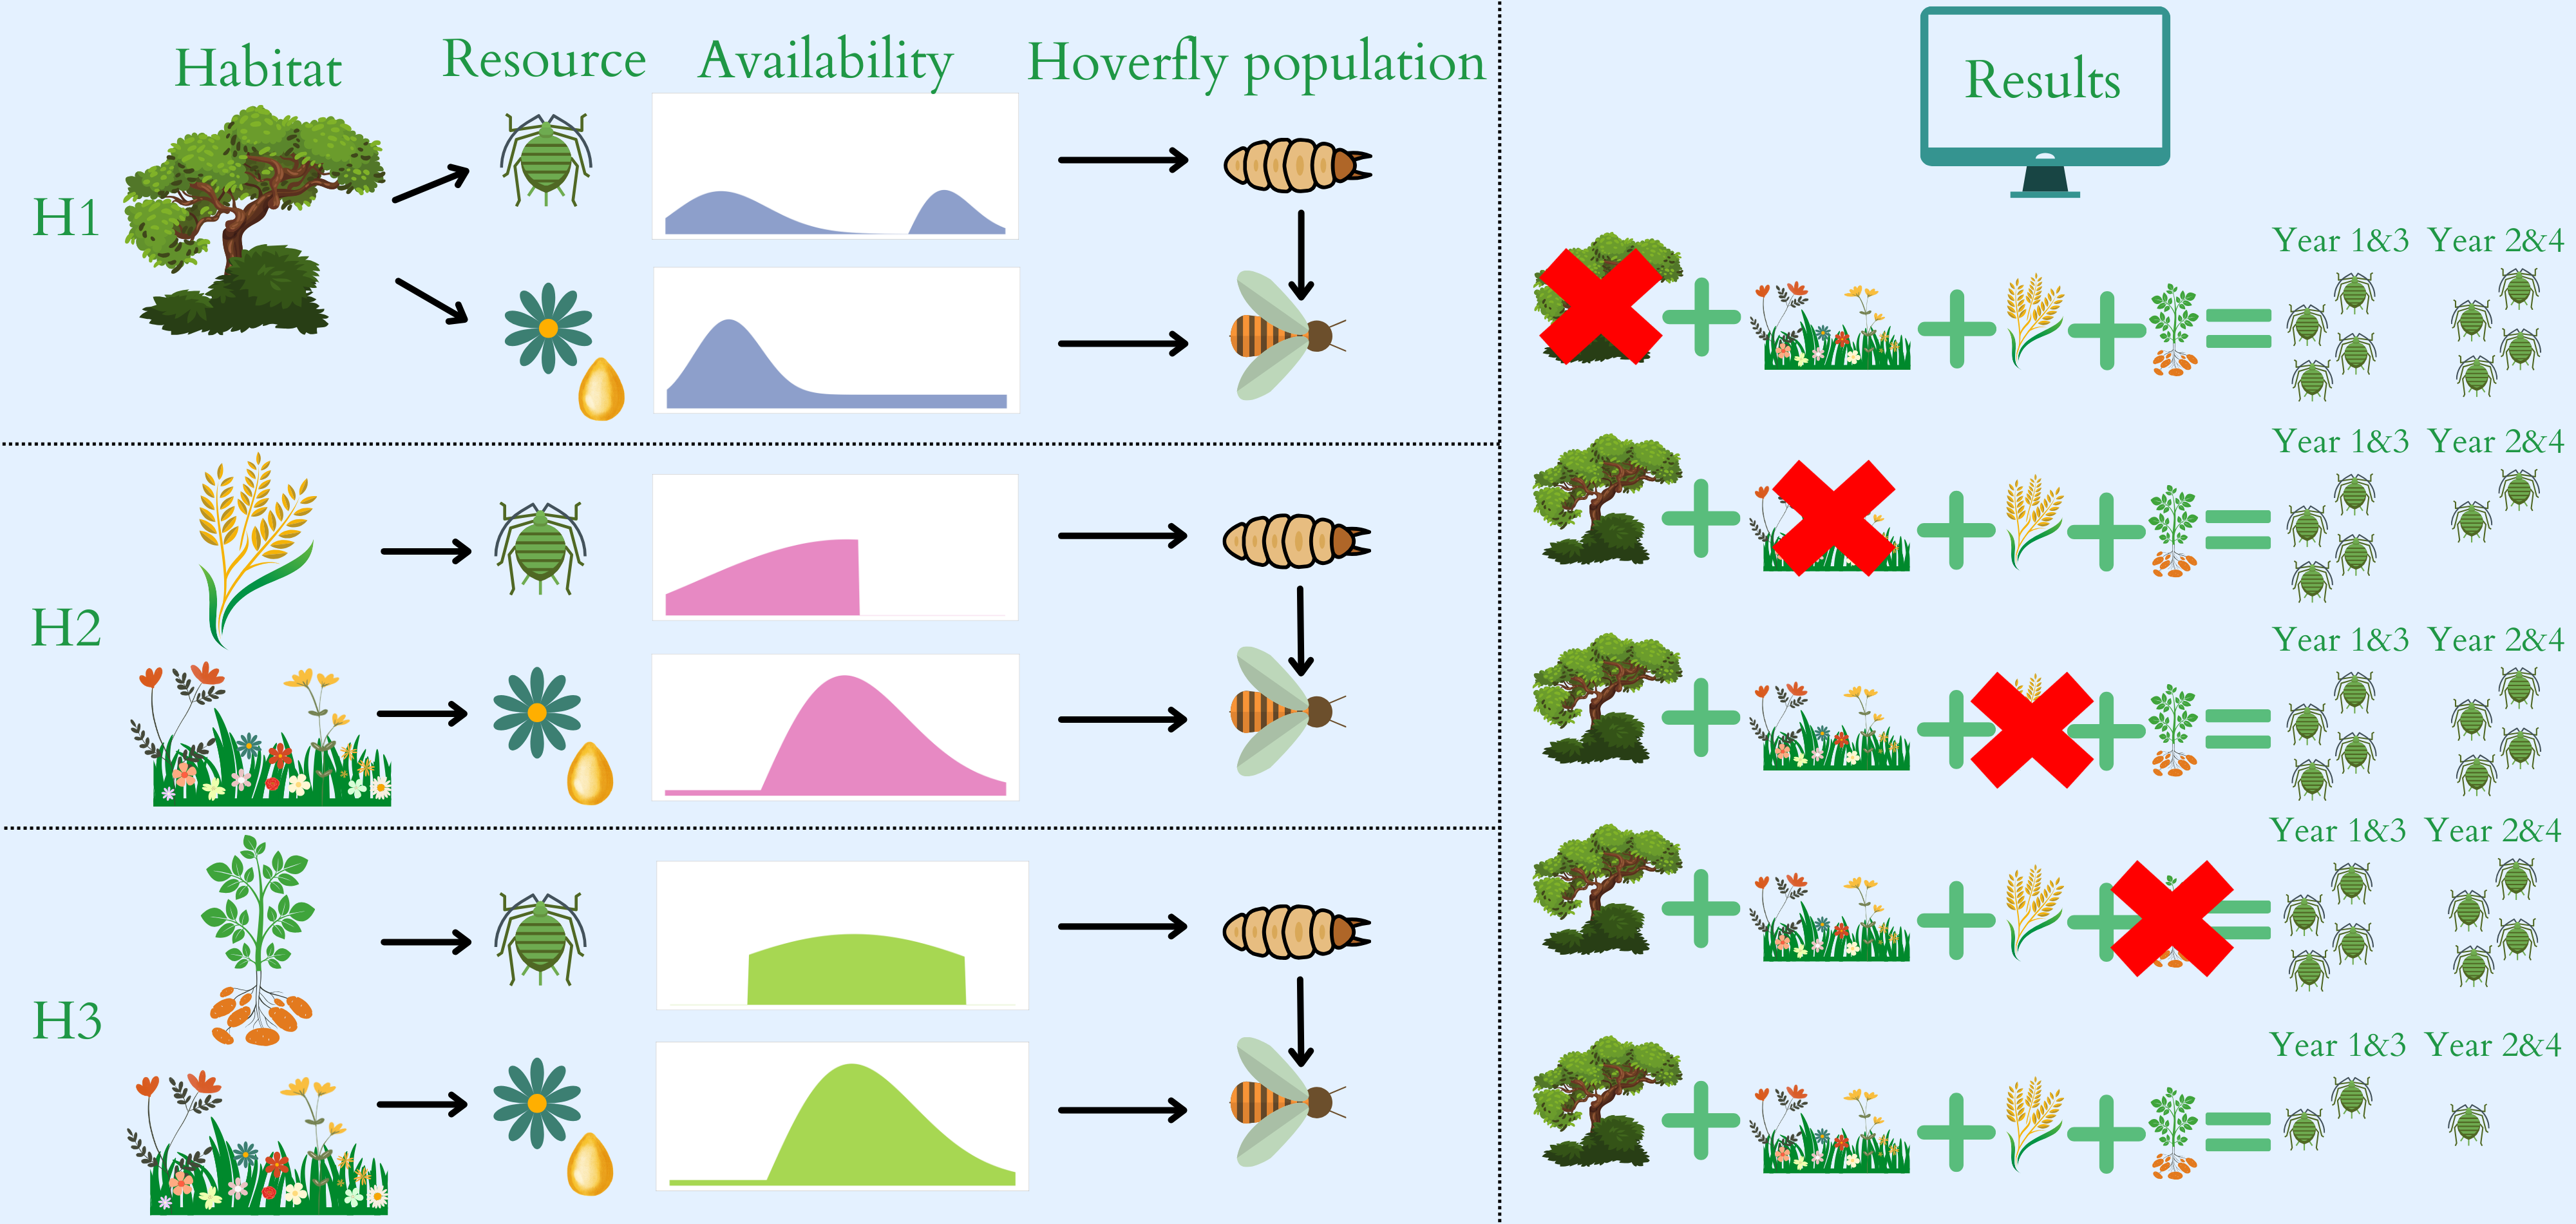 Habitat
Resource
Availability
Hoverfly population
H1
H2
H3
Results
Year 1&3 Year 2&4
Year 1&3 Year 2&4
Year 1&3 Year 2&4
Year 1&3 Year 2&4
Year 1&3 Year 2&4